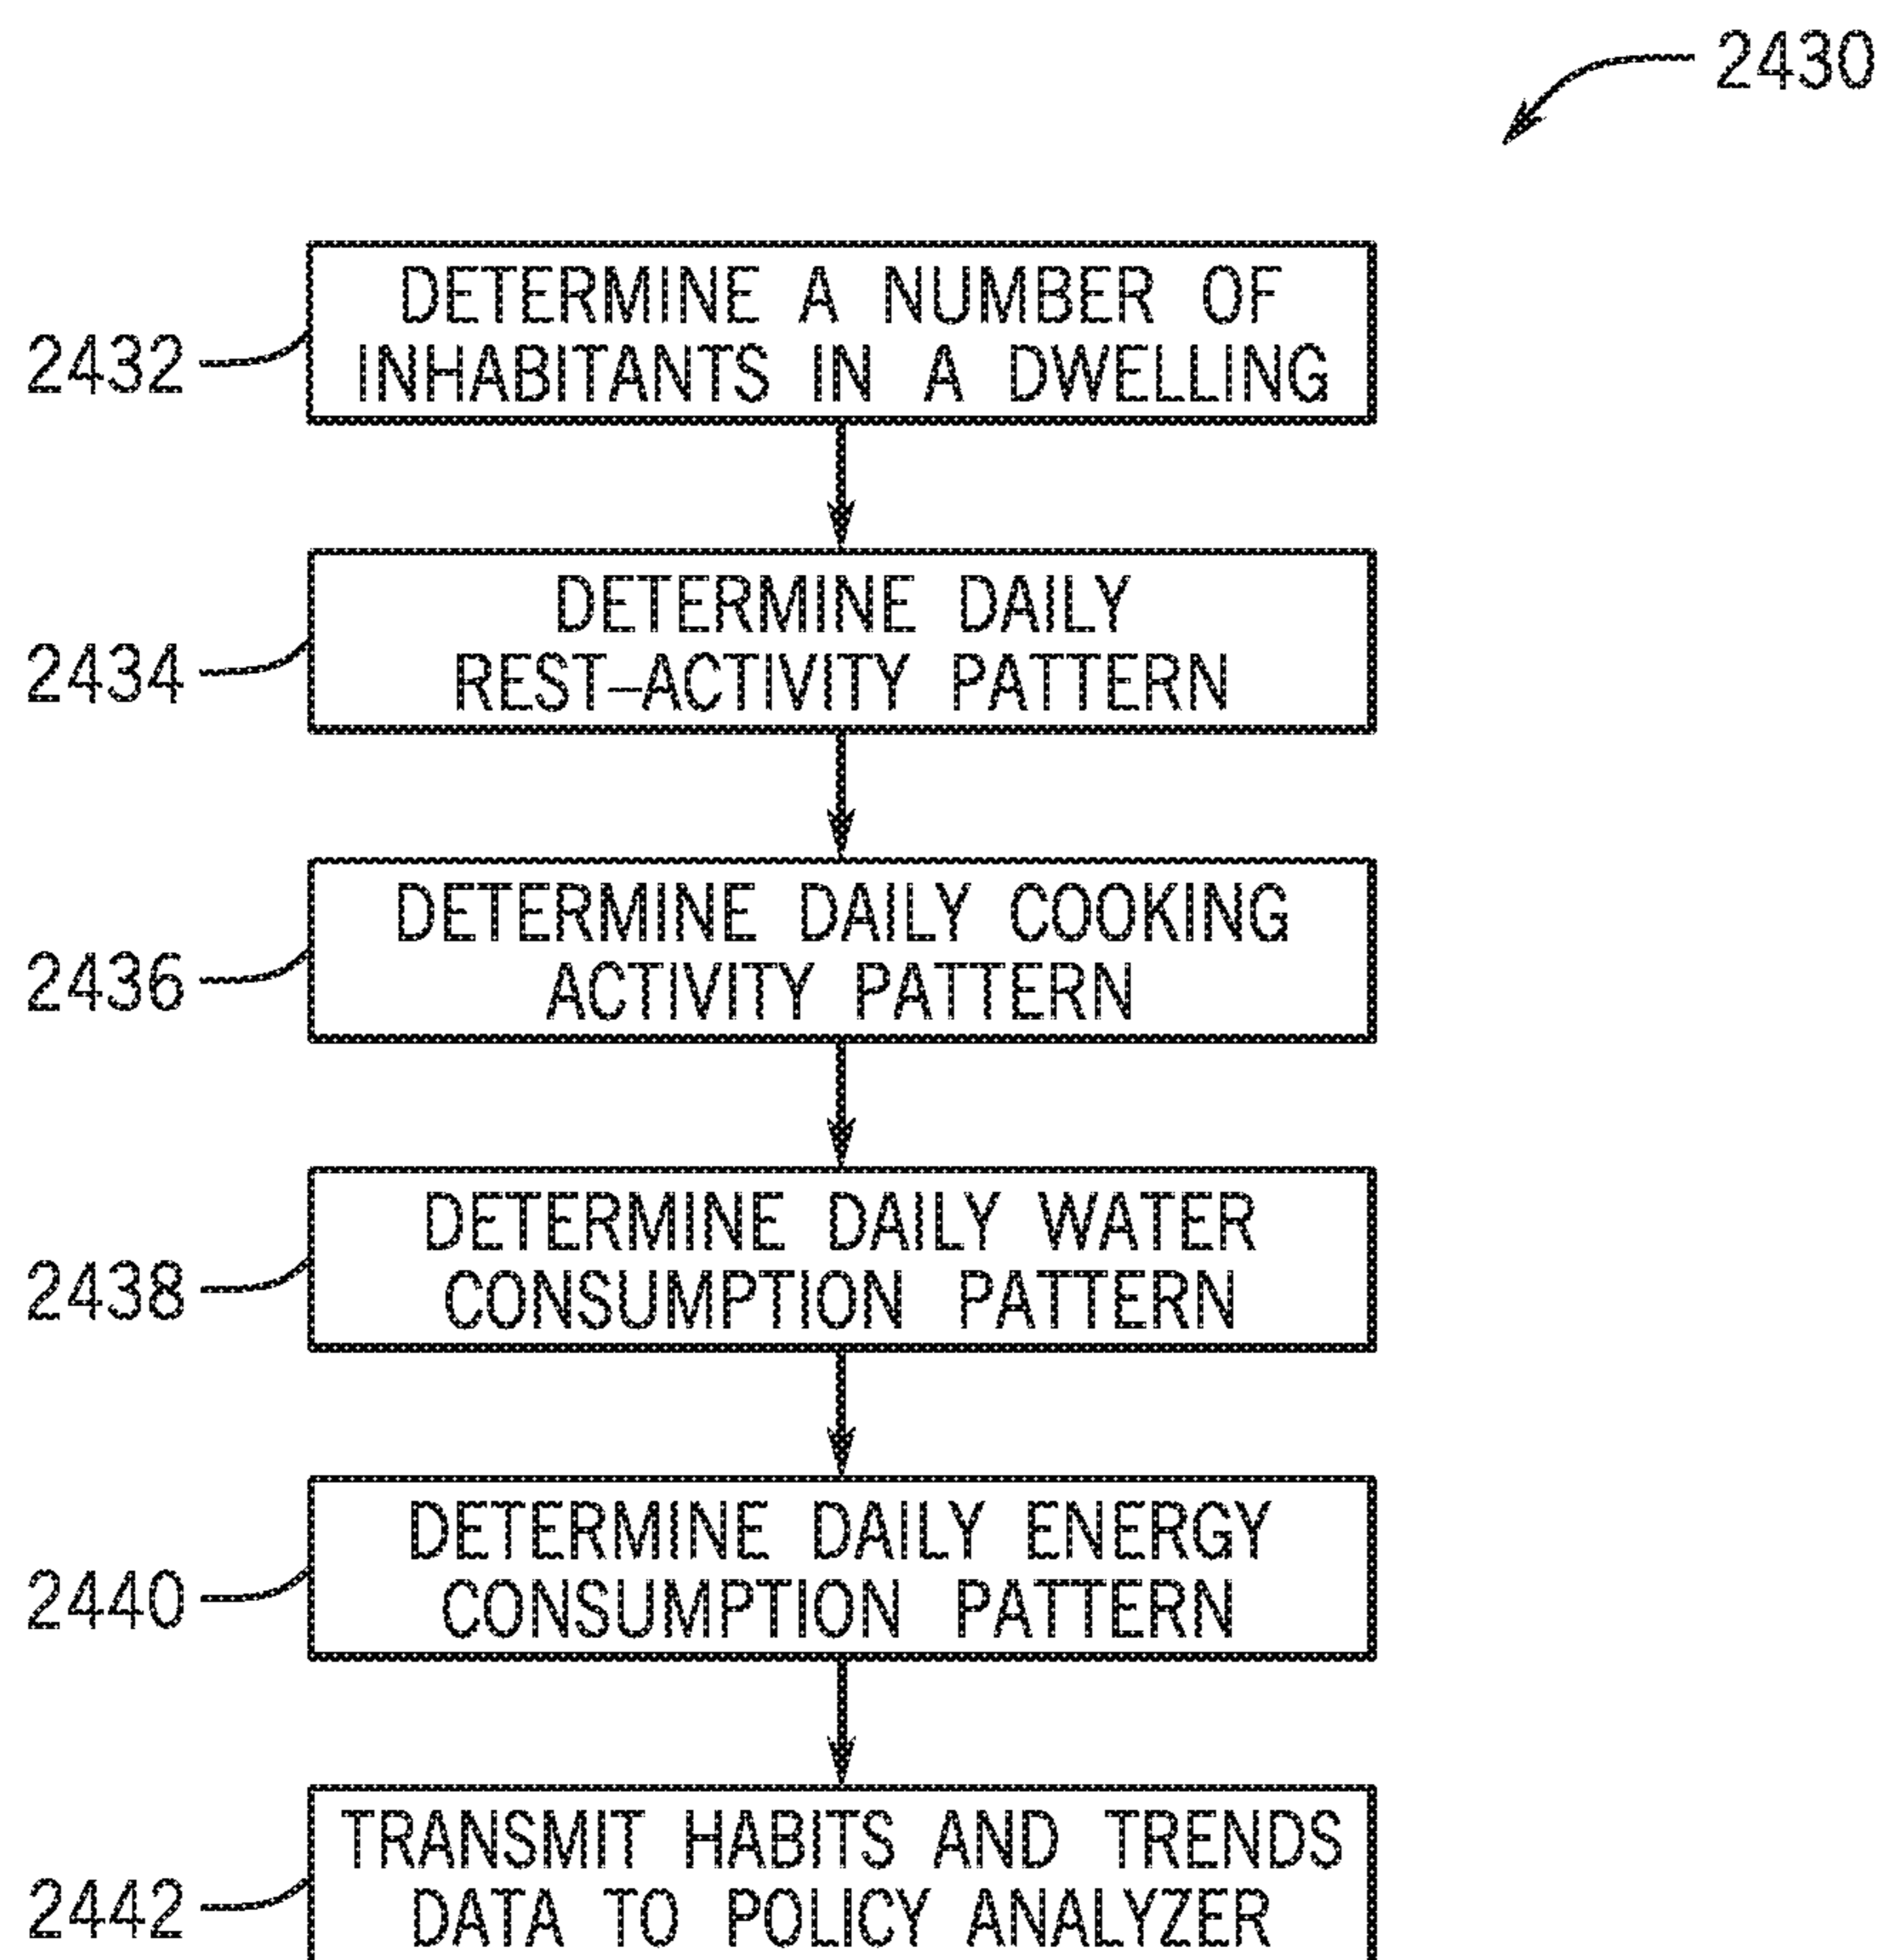 2430
DETERMINE A NUMBER OF
INHABITANTS IN A DWELLING
2432
DETERMINE DAILY
REST–ACTIVITY PATTERN
2434
DETERMINE DAILY COOKING
ACTIVITY PATTERN
2436
DETERMINE DAILY WATER
CONSUMPTION PATTERN
2438
DETERMINE DAILY ENERGY
CONSUMPTION PATTERN
2440
TRANSMIT HABITS AND TRENDS
DATA TO POLICY ANALYZER
2442